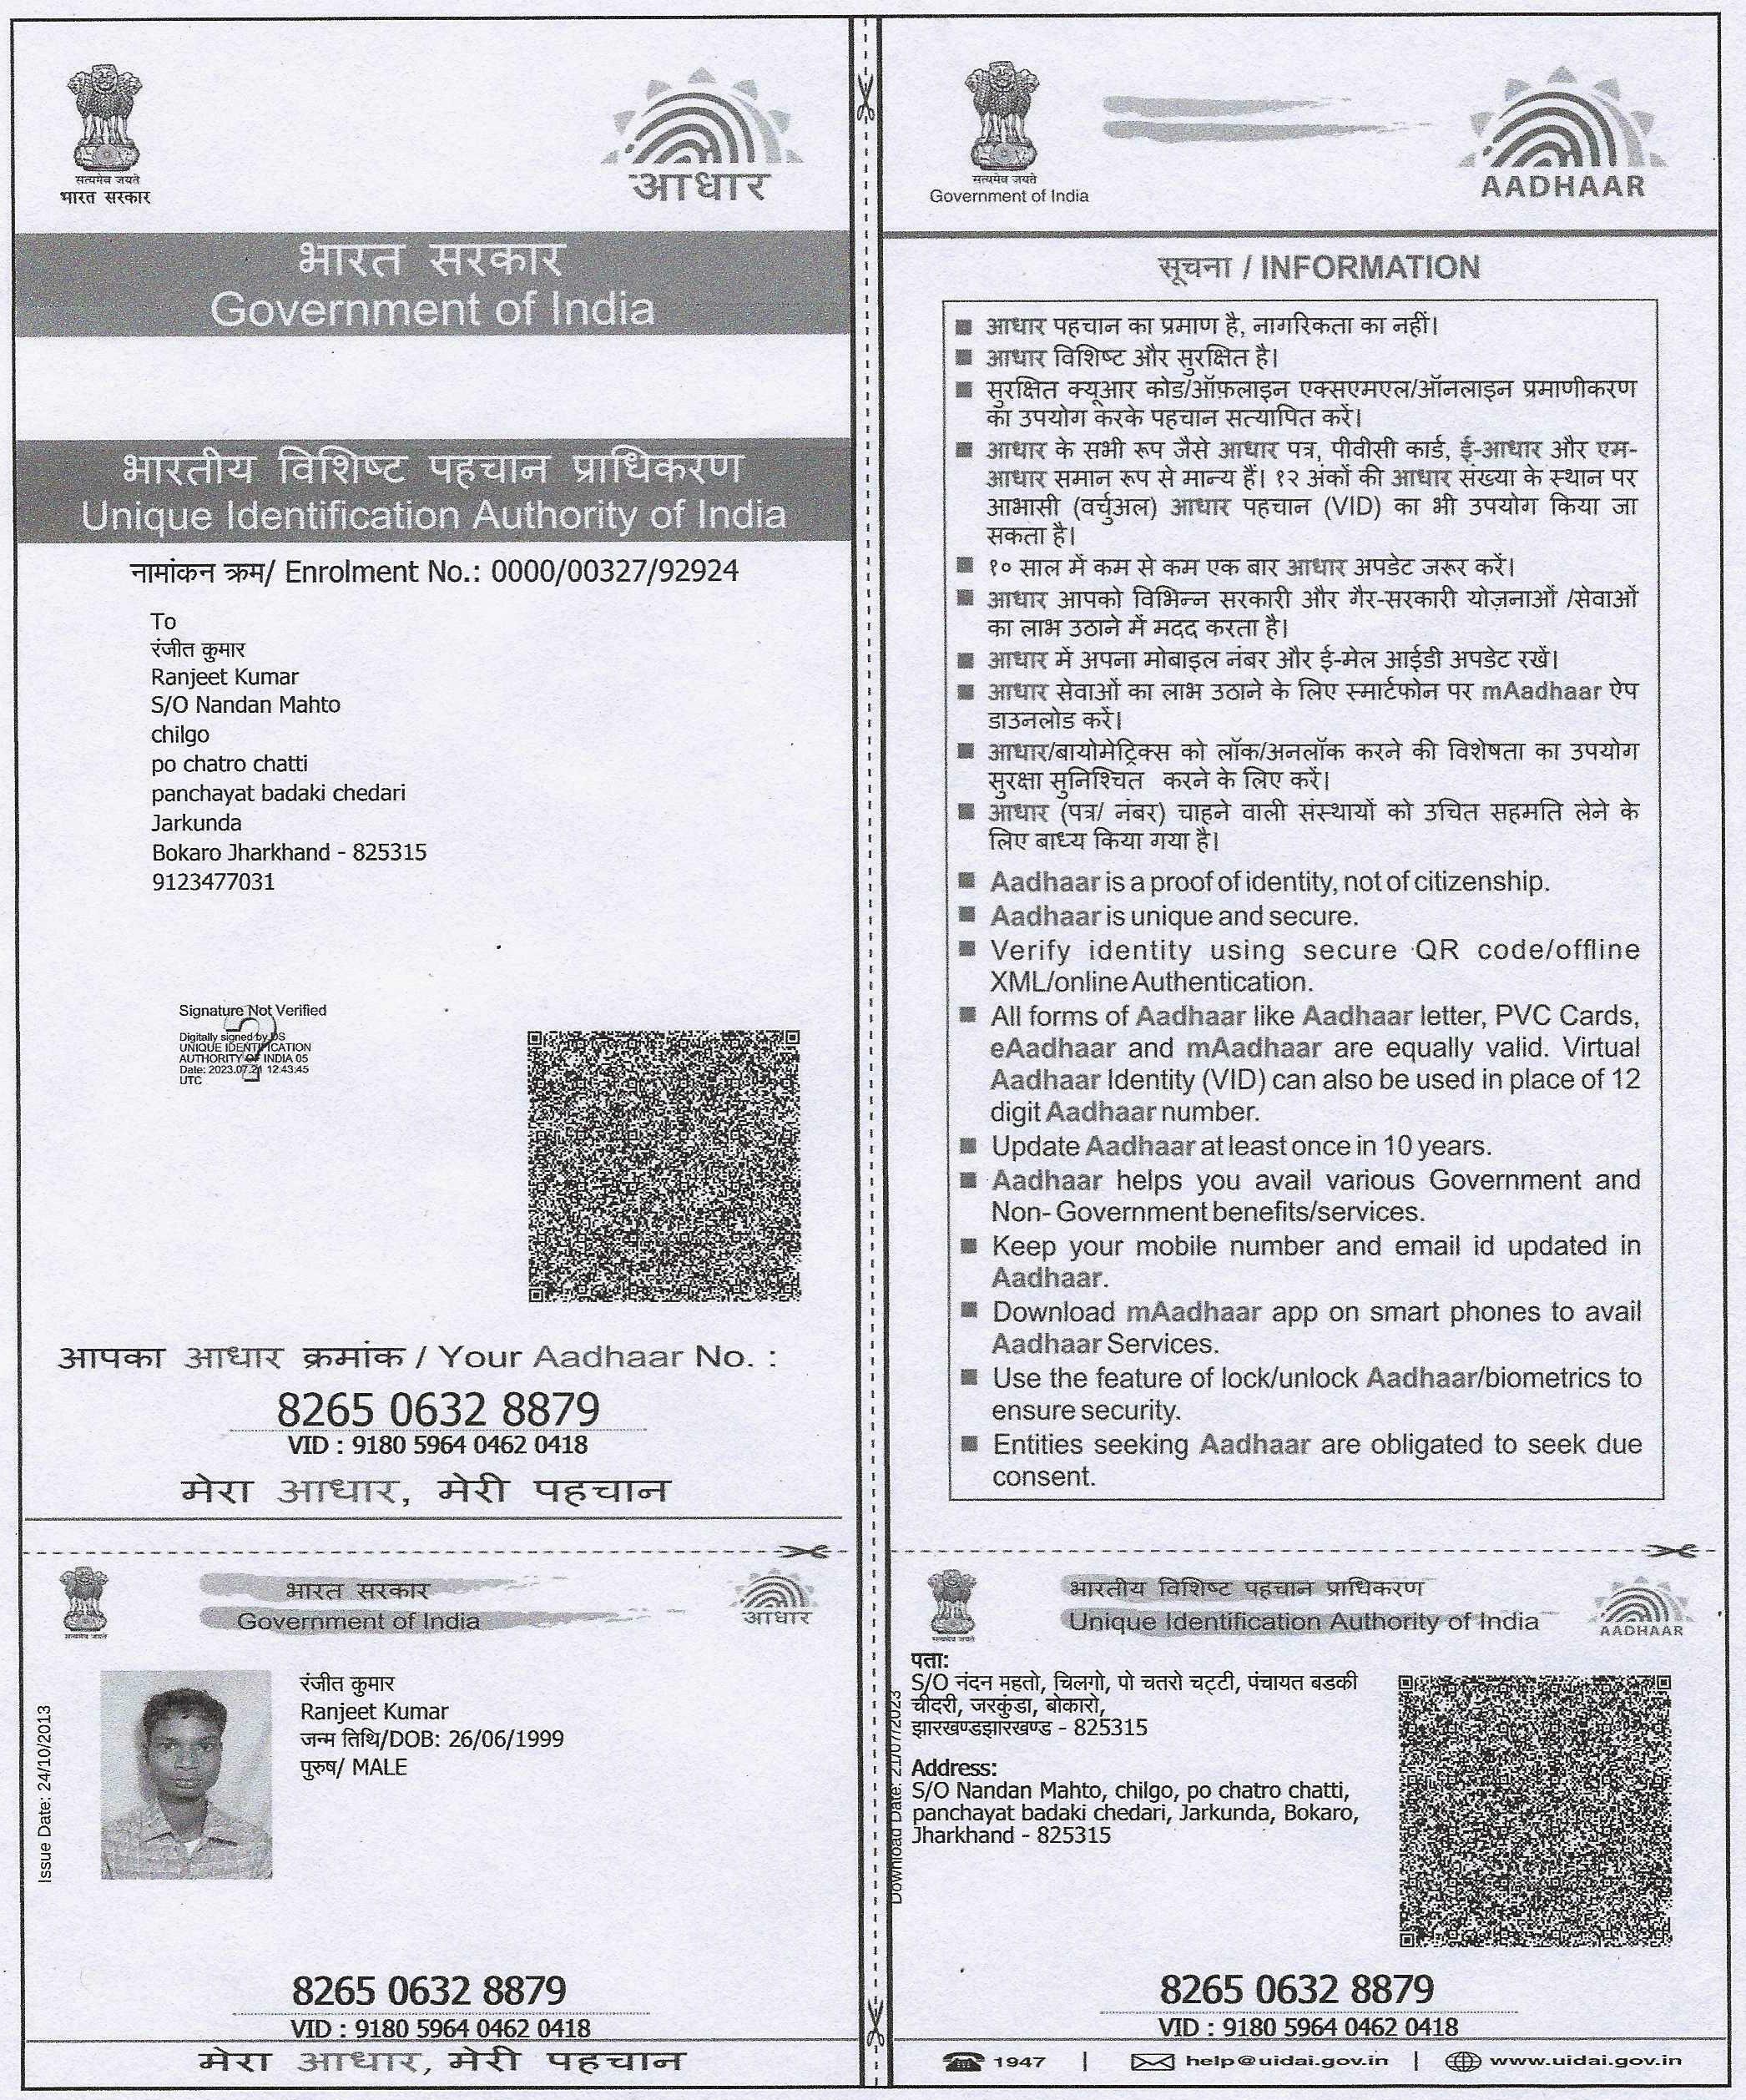 सत्यमेव जयते
भारत सरकार
आधार
भारत सरकार
Government of India
भारतीय विशिष्ट पहचान प्राधिकरण
Unique Identification Authority of India
नामांकन क्रम/ Enrolment No.: 0000/00327/92924
To
रंजीत कुमार
Ranjeet Kumar
S/O Nandan Mahto
chilgo
po chatro chatti
panchayat badaki chedari
Jarkunda
Bokaro Jharkhand - 825315
9123477031
Signature Not Verified
Digitally signed by DS
UNIQUE IDENTIFICATION
AUTHORITY OF INDIA 05
Date: 2023.07.21 12:43:45
UTC
आपका आधार क्रमांक / Your Aadhaar No. :
8265 0632 8879
VID : 9180 5964 0462 0418
मेरा आधार, मेरी पहचान
सत्यमेव जयते
Government of India
AADHAAR
सूचना / INFORMATION
■ आधार पहचान का प्रमाण है, नागरिकता का नहीं।
■ आधार विशिष्ट और सुरक्षित है।
■ सुरक्षित क्यूआर कोड/ऑफ़लाइन एक्सएमएल/ऑनलाइन प्रमाणीकरण
का उपयोग करके पहचान सत्यापित करें।
■ आधार के सभी रूप जैसे आधार पत्र, पीवीसी कार्ड, ई-आधार और एम-
आधार समान रूप से मान्य हैं। १२ अंकों की आधार संख्या के स्थान पर
आभासी (वर्चुअल) आधार पहचान (VID) का भी उपयोग किया जा
सकता है।
■ १० साल में कम से कम एक बार आधार अपडेट जरूर करें।
■ आधार आपको विभिन्न सरकारी और गैर-सरकारी योजनाओं /सेवाओं
का लाभ उठाने में मदद करता है।
■ आधार में अपना मोबाइल नंबर और ई-मेल आईडी अपडेट रखें।
■ आधार सेवाओं का लाभ उठाने के लिए स्मार्टफोन पर mAadhaar ऐप
डाउनलोड करें।
■ आधार/बायोमेट्रिक्स को लॉक/अनलॉक करने की विशेषता का उपयोग
सुरक्षा सुनिश्चित करने के लिए करें।
■ आधार (पत्र/ नंबर) चाहने वाली संस्थायों को उचित सहमति लेने के
लिए बाध्य किया गया है।
■ Aadhaar is a proof of identity, not of citizenship.
■ Aadhaar is unique and secure.
■ Verify identity using secure QR code/offline
XML/online Authentication.
■ All forms of Aadhaar like Aadhaar letter, PVC Cards,
eAadhaar and mAadhaar are equally valid. Virtual
Aadhaar Identity (VID) can also be used in place of 12
digit Aadhaar number.
■ Update Aadhaar at least once in 10 years.
■ Aadhaar helps you avail various Government and
Non- Government benefits/services.
■ Keep your mobile number and email id updated in
Aadhaar.
■ Download mAadhaar app on smart phones to avail
Aadhaar Services.
■ Use the feature of lock/unlock Aadhaar/biometrics to
ensure security.
■ Entities seeking Aadhaar are obligated to seek due
consent.
भारत सरकार
Government of India
सत्यमेव जयते
आधार
Issue Date: 24/10/2013
रंजीत कुमार
Ranjeet Kumar
जन्म तिथि/DOB: 26/06/1999
पुरुष/ MALE
8265 0632 8879
VID : 9180 5964 0462 0418
मेरा आधार, मेरी पहचान
भारतीय विशिष्ट पहचान प्राधिकरण
Unique Identification Authority of India
सत्यमेव जयते
AADHAAR
Download Date: 21/07/2023
पता:
S/O नंदन महतो, चिलगो, पो चतरो चट्टी, पंचायत बडकी
चीदरी, जरकुंडा, बोकारो,
झारखण्डझारखण्ड - 825315
Address:
S/O Nandan Mahto, chilgo, po chatro chatti,
panchayat badaki chedari, Jarkunda, Bokaro,
Jharkhand - 825315
8265 0632 8879
VID : 9180 5964 0462 0418
1947 | help@uidai.gov.in | www.uidai.gov.in